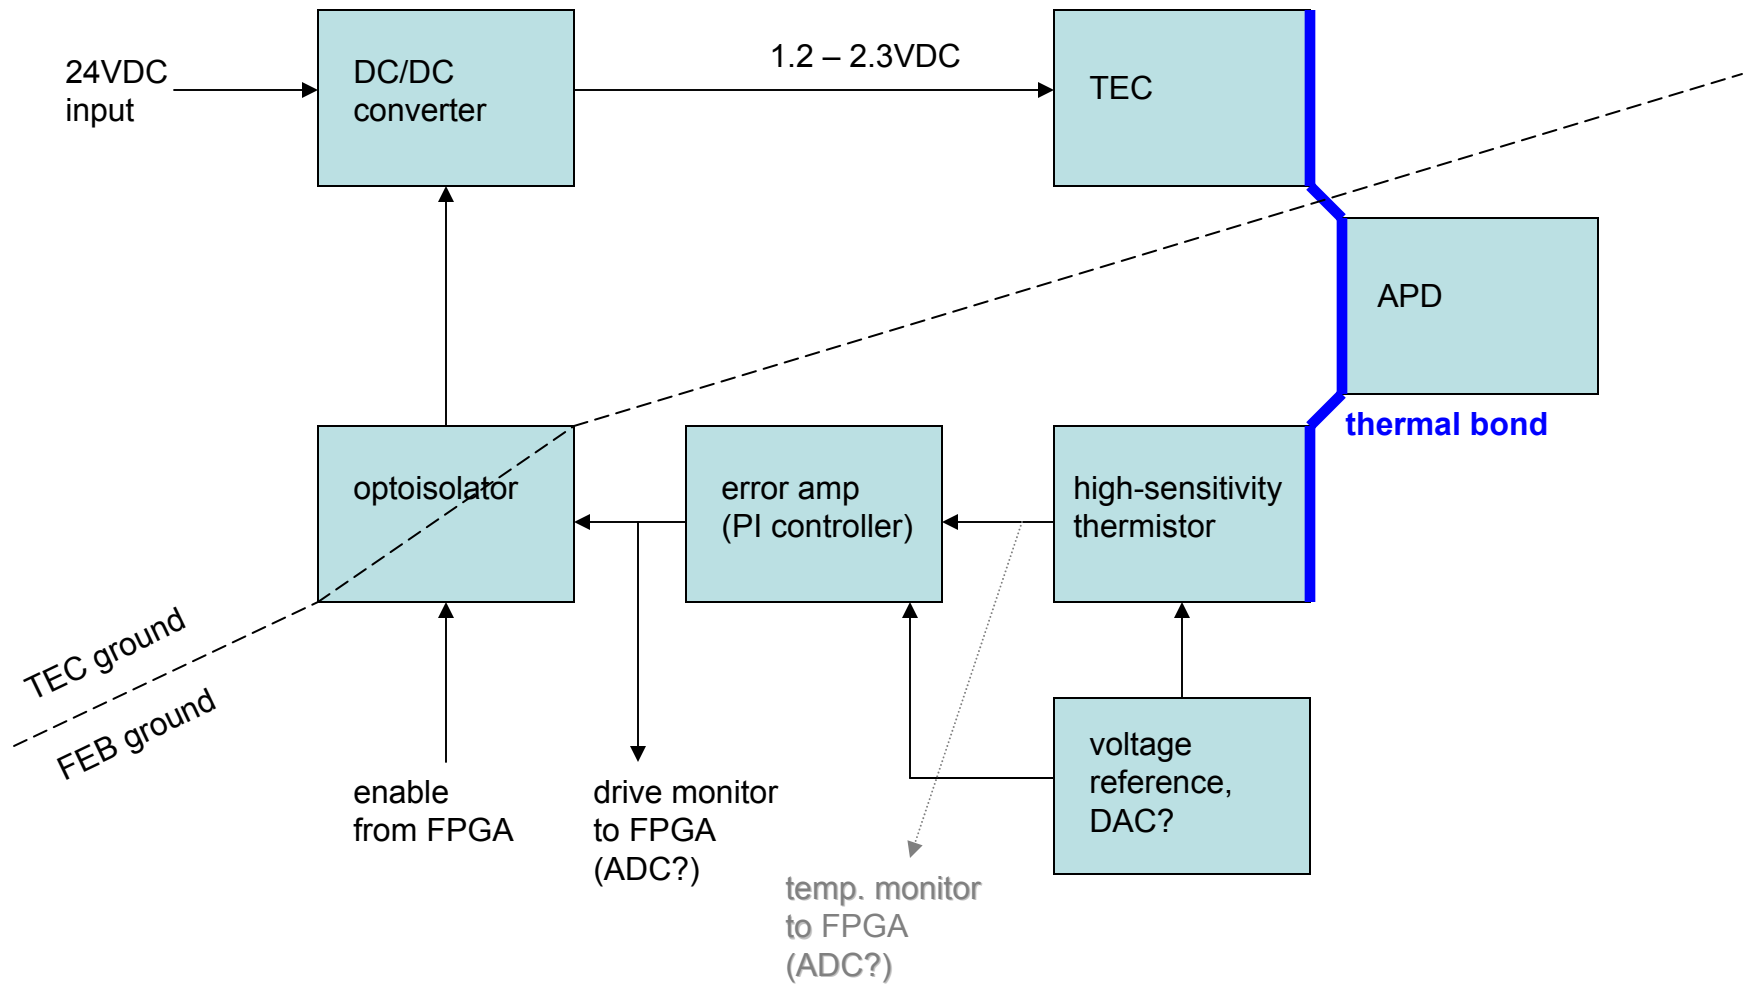 24VDC
input
DC/DC
converter
1.2 – 2.3VDC
TEC
APD
thermal bond
optoisolator
error amp
(PI controller)
high-sensitivity
thermistor
TEC ground
FEB ground
enable
from FPGA
drive monitor
to FPGA
(ADC?)
temp. monitor
to FPGA
(ADC?)
voltage
reference,
DAC?